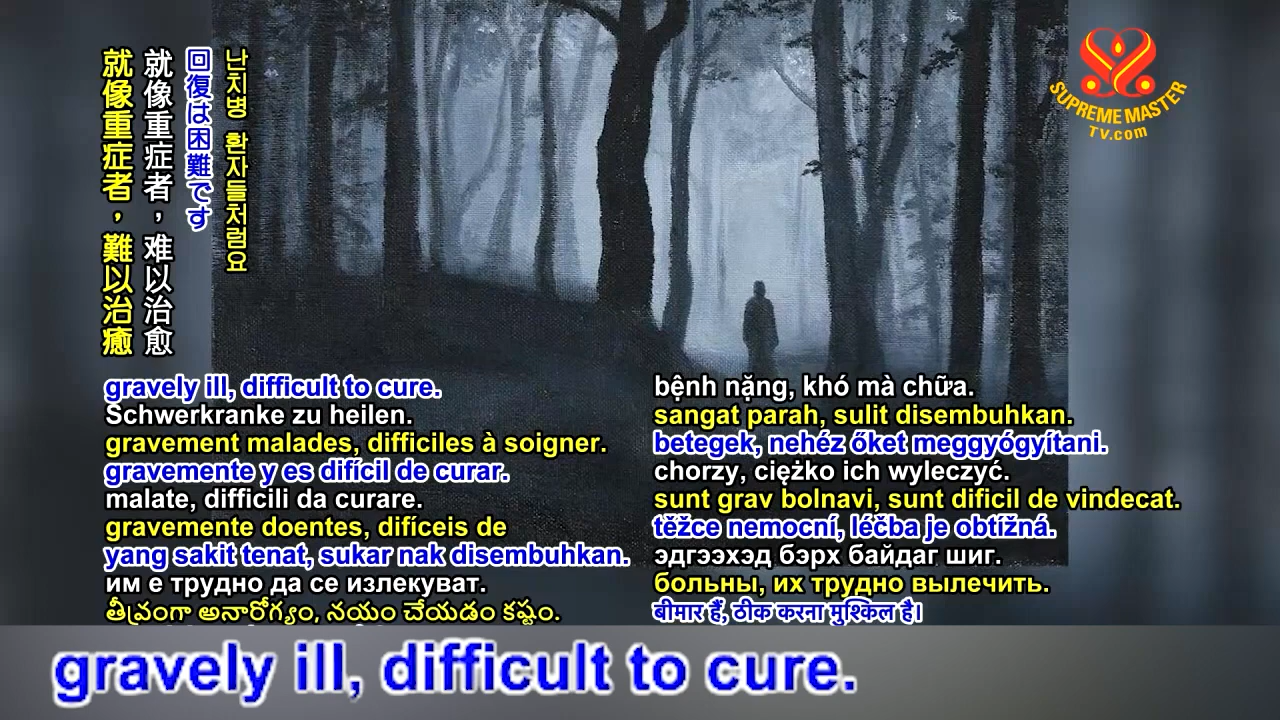 就像重症者，難以治癒
就像重症者，难以治愈
回復は困難です
난치병 환자들처럼요
SUPREME MASTER
TV.com
gravely ill, difficult to cure.
Schwerkranke zu heilen.
gravement malades, difficiles à soigner.
gravemente y es difícil de curar.
malate, difficili da curare.
gravemente doentes, difíceis de
yang sakit tenat, sukar nak disembuhkan.
им е трудно да се излекуват.
తీవ్రంగా అనారోగ్యం, నయం చేయడం కష్టం.
bệnh nặng, khó mà chữa.
sangat parah, sulit disembuhkan.
betegek, nehéz őket meggyógyítani.
chorzy, ciężko ich wyleczyć.
sunt grav bolnavi, sunt dificil de vindecat.
těžce nemocní, léčba je obtížná.
эдгээхэд бэрх байдаг шиг.
больны, их трудно вылечить.
बीमार हैं, ठीक करना मुश्किल है।
gravely ill, difficult to cure.